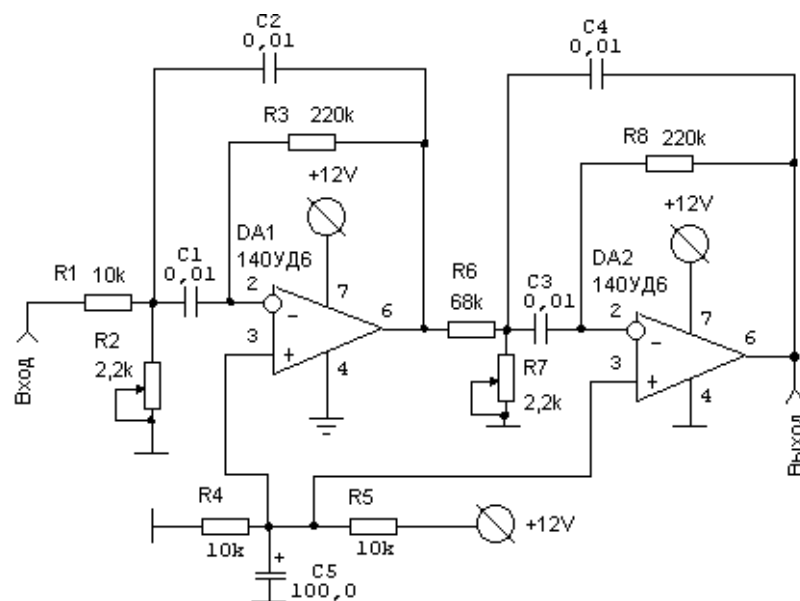 C2
0,01
C4
0,01
R3 220k
R8 220k
+12V
+12V
DA1
140УД6
DA2
140УД6
R1 10k
C1
0,01
2
7
6
3
4
R6
68k
C3
0,01
2
7
6
3
4
R2
2,2k
R7
2,2k
Вход
Выход
R4
10k
R5
10k
+12V
C5
100,0
+
−
+
−
+